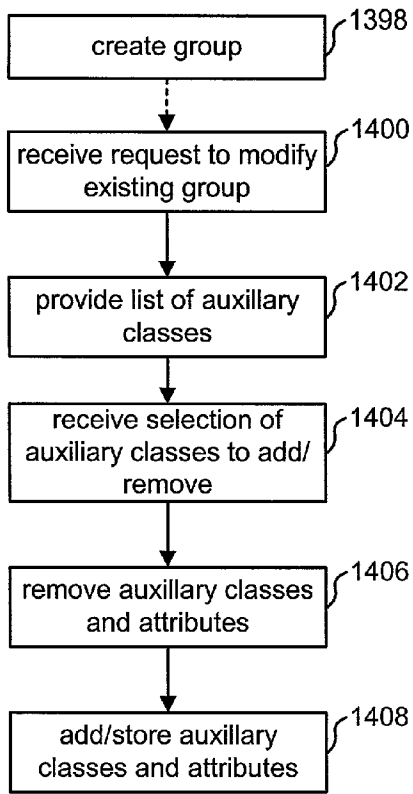 create group
1398
receive request to modify
existing group
1400
provide list of auxillary
classes
1402
receive selection of
auxiliary classes to add/
remove
1404
remove auxillary classes
and attributes
1406
add/store auxillary
classes and attributes
1408